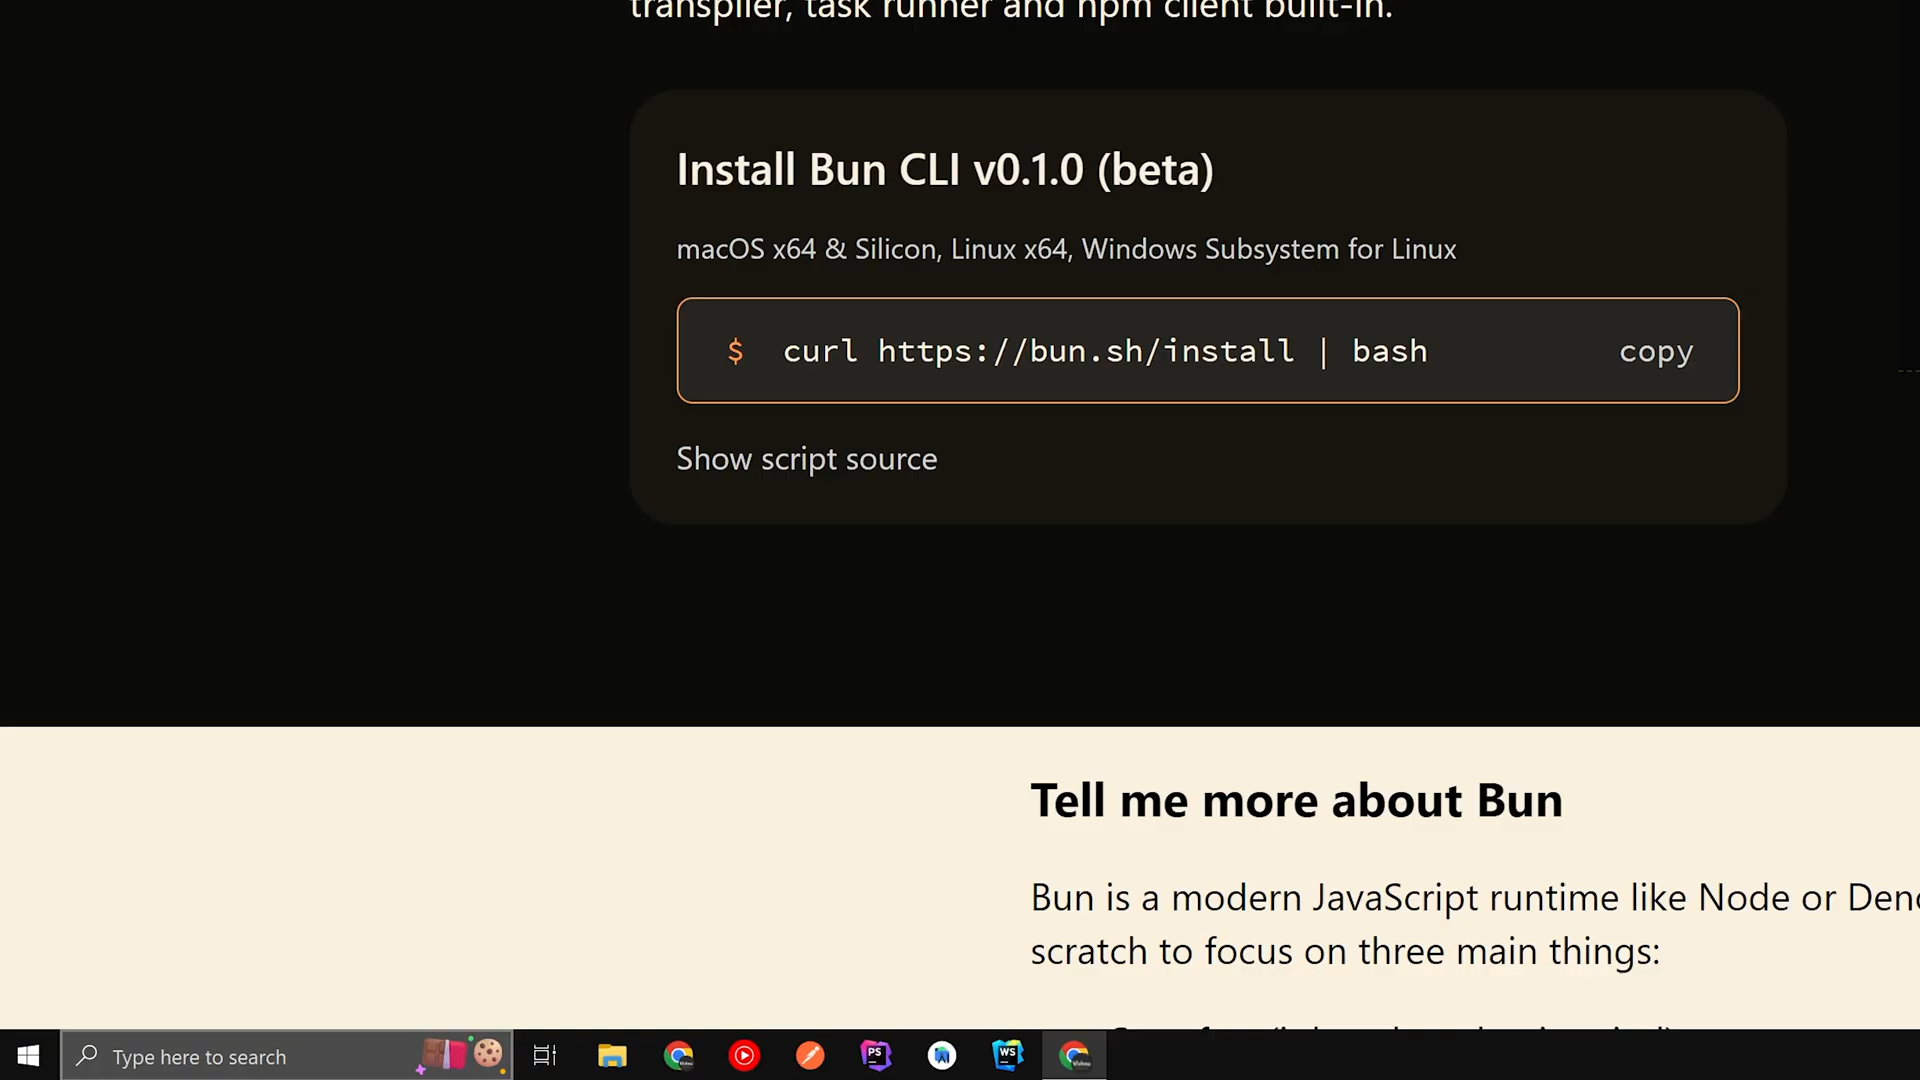 transpiler, task runner and npm client built-in.
Install Bun CLI v0.1.0 (beta)
macOS x64 & Silicon, Linux x64, Windows Subsystem for Linux
$ curl https://bun.sh/install | bash copy
Show script source
Tell me more about Bun
Bun is a modern JavaScript runtime like Node or Deno
scratch to focus on three main things:
Type here to search
PS
WS